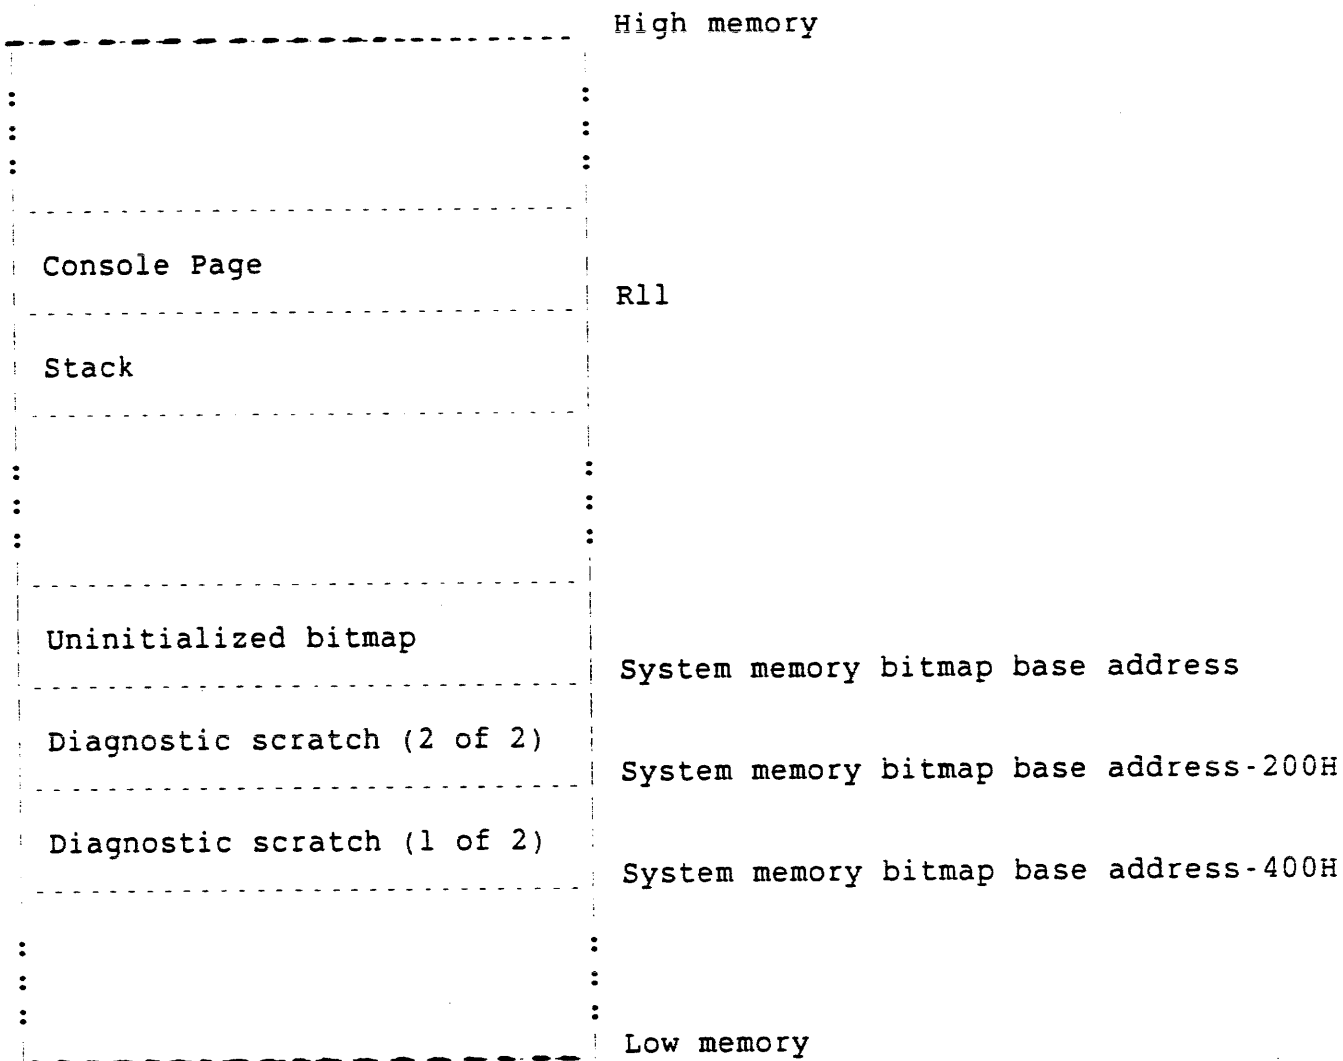 High memory
Console Page
R11
Stack
Uninitialized bitmap
System memory bitmap base address
Diagnostic scratch (2 of 2)
System memory bitmap base address-200H
Diagnostic scratch (1 of 2)
System memory bitmap base address-400H
Low memory